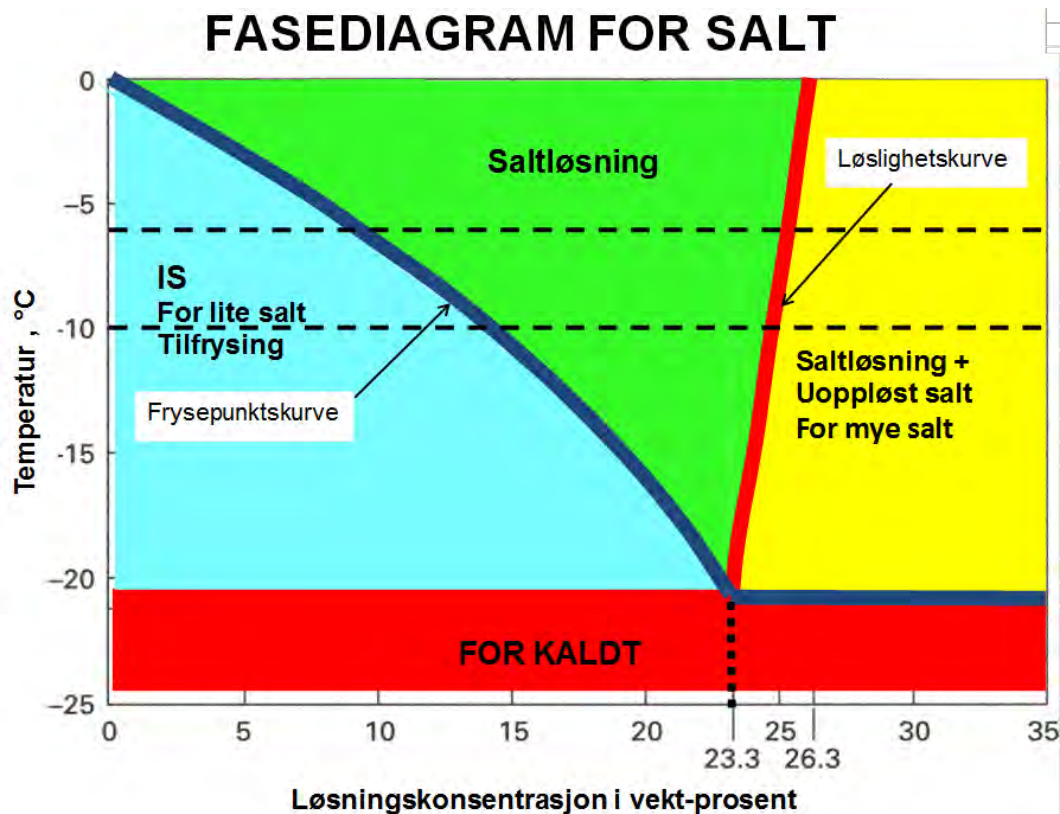 FASEDIAGRAM FOR SALT
0
−5
-10
-15
−20
−25
Temperatur , °C
Saltløsning
Løslighetskurve
IS
For lite salt
Tilfrysing
Frysepunktskurve
Saltløsning +
Uoppløst salt
For mye salt
FOR KALDT
0 5 10 15 20 25 30 35
23.3 26.3
Løsningskonsentrasjon i vekt-prosent